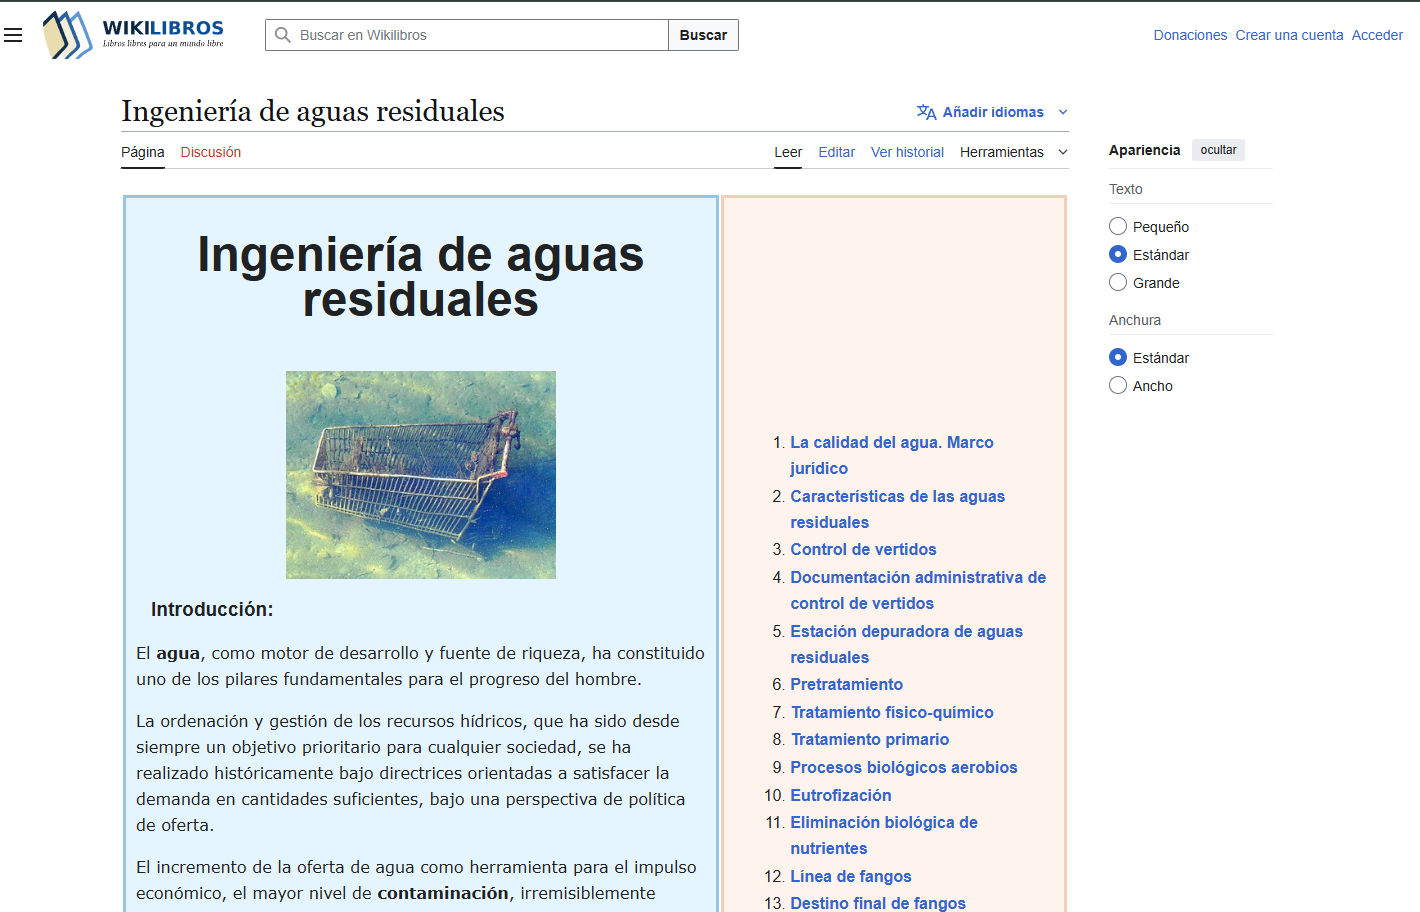 WIKILIBROS
Libros libres para un mundo libre
Buscar en Wikilibros
Buscar
Donaciones Crear una cuenta Acceder
Ingeniería de aguas residuales
Añadir idiomas
Página Discusión
Leer Editar Ver historial Herramientas
Ingeniería de aguas
residuales
Introducción:
El agua, como motor de desarrollo y fuente de riqueza, ha constituido
uno de los pilares fundamentales para el progreso del hombre.
La ordenación y gestión de los recursos hídricos, que ha sido desde
siempre un objetivo prioritario para cualquier sociedad, se ha
realizado históricamente bajo directrices orientadas a satisfacer la
demanda en cantidades suficientes, bajo una perspectiva de política
de oferta.
El incremento de la oferta de agua como herramienta para el impulso
económico, el mayor nivel de contaminación, irremisiblemente
1. La calidad del agua. Marco
jurídico
2. Características de las aguas
residuales
3. Control de vertidos
4. Documentación administrativa de
control de vertidos
5. Estación depuradora de aguas
residuales
6. Pretratamiento
7. Tratamiento físico-químico
8. Tratamiento primario
9. Procesos biológicos aerobios
10. Eutrofización
11. Eliminación biológica de
nutrientes
12. Línea de fangos
13. Destino final de fangos
Apariencia ocultar
Texto
Pequeño
Estándar
Grande
Anchura
Estándar
Ancho